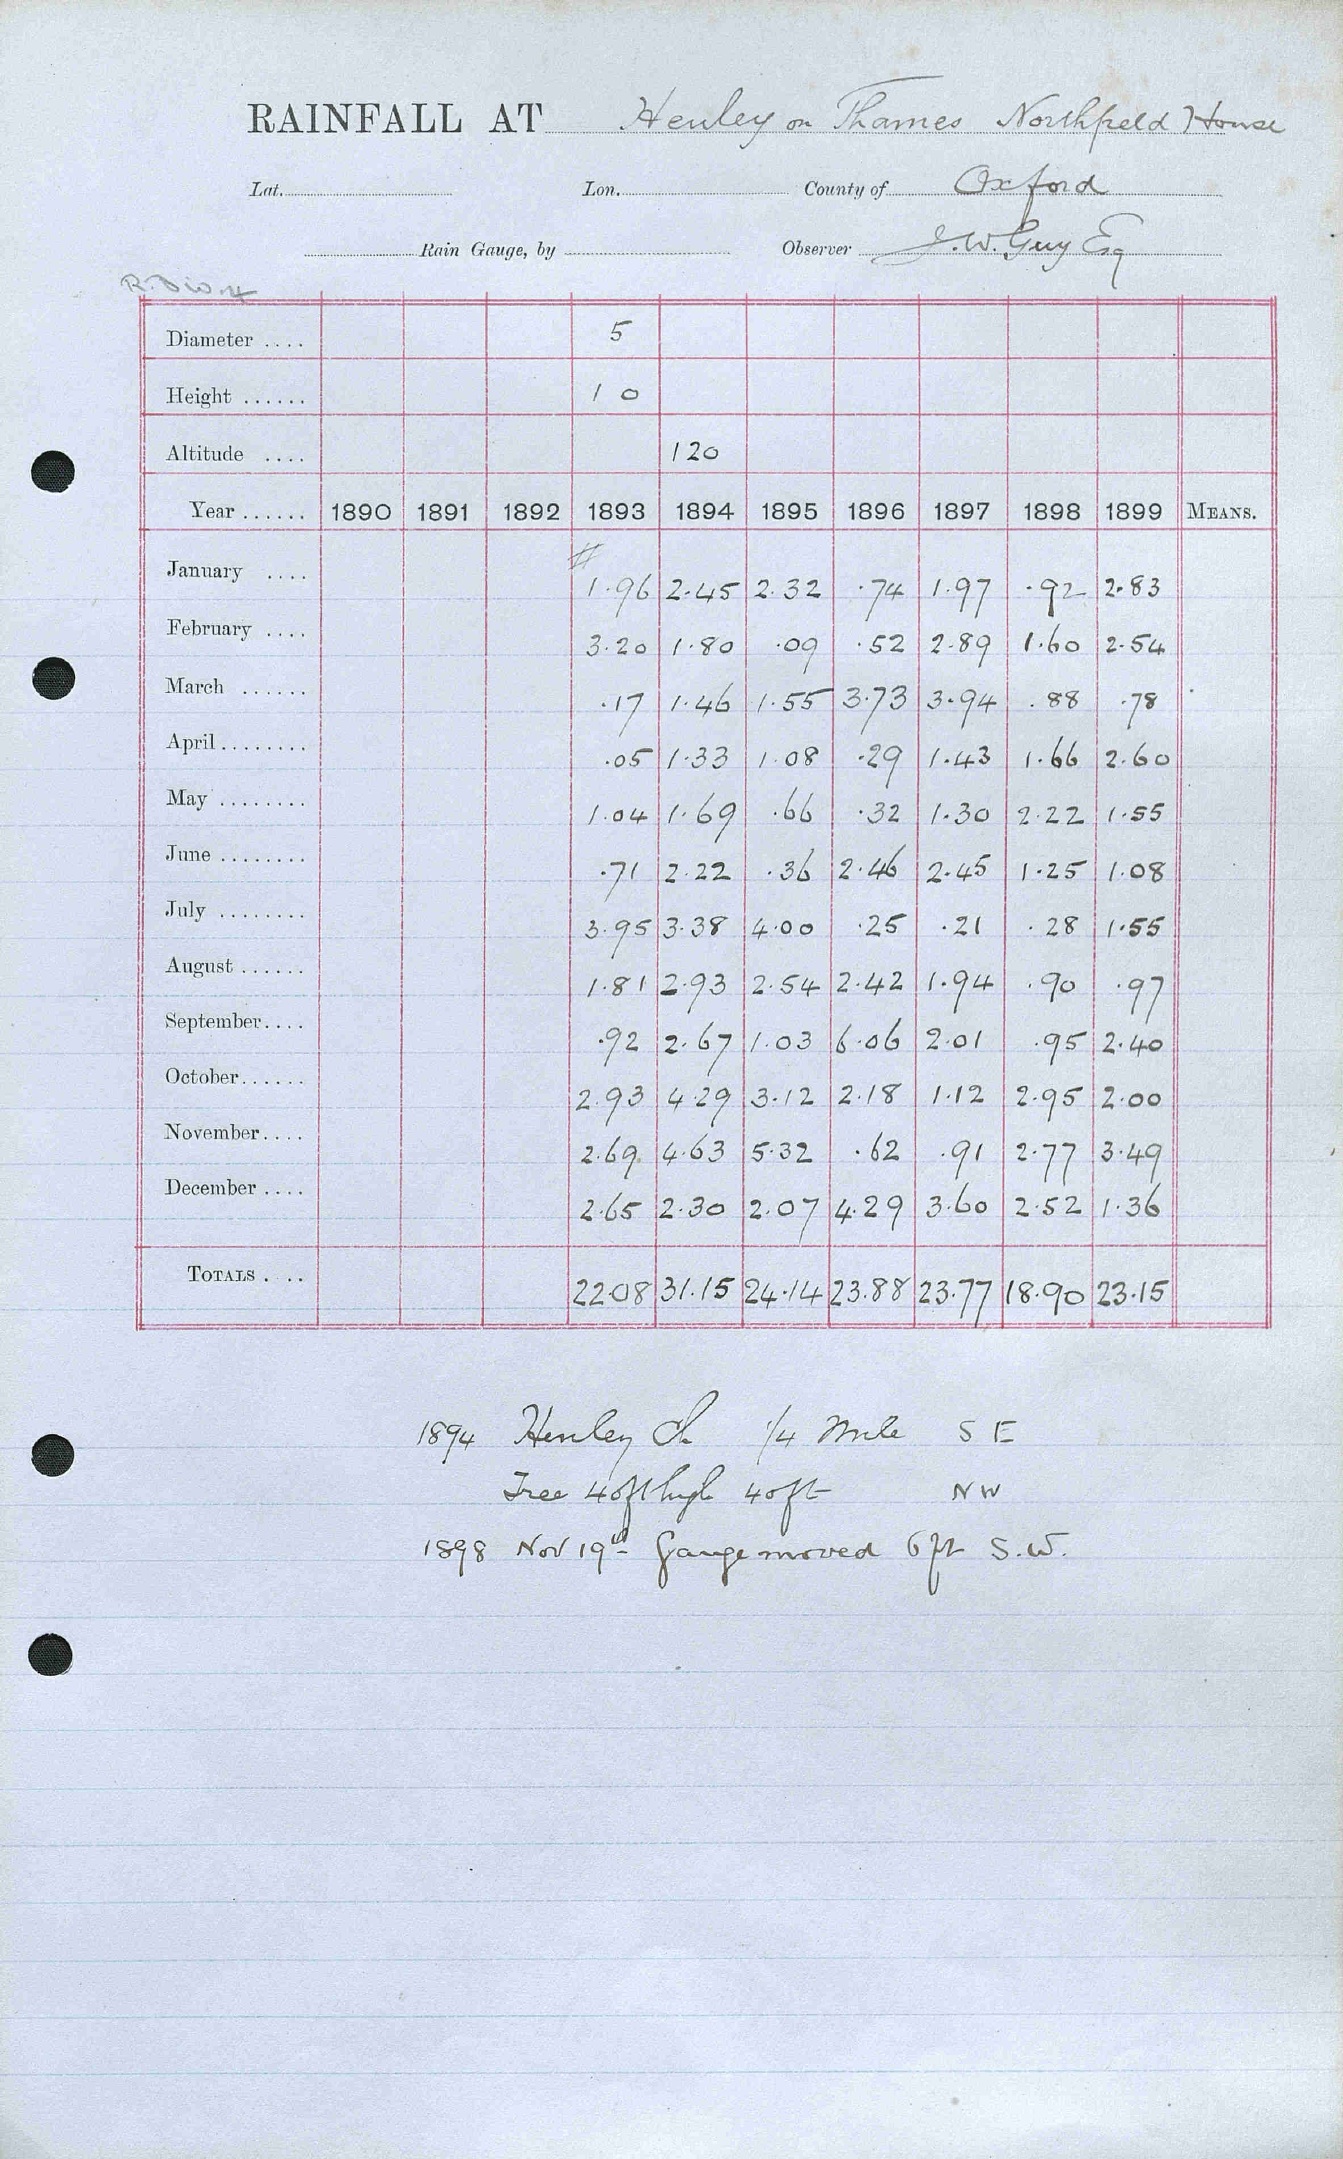 RAINFALL AT Henley on Thames Northfield House
Lat. Lon. County of Oxford
Rain Gauge, by Observer J.W. Guy Esq
R. Div. 4
Diameter .... 5
Height ...... 1 0
Altitude .... 120
Year ...... 1890 1891 1892 1893 1894 1895 1896 1897 1898 1899 MEANS.
January .... 1.96 2.45 2.32 .74 1.97 .92 2.83
February .... 3.20 1.80 .09 .52 2.89 1.60 2.54
March ...... .17 1.46 1.55 3.73 3.94 .88 .78
April ........ .05 1.33 1.08 .29 1.43 1.66 2.60
May ........ 1.04 1.69 .66 .32 1.30 2.22 1.55
June ........ .71 2.22 .36 2.46 2.45 1.25 1.08
July ........ 3.95 3.38 4.00 .25 .21 .28 1.55
August ...... 1.81 2.93 2.54 2.42 1.94 .90 .97
September .... .92 2.67 1.03 6.06 2.01 .95 2.40
October ...... 2.93 4.29 3.12 2.18 1.12 2.95 2.00
November .... 2.69 4.63 5.32 .62 .91 2.77 3.49
December .... 2.65 2.30 2.07 4.29 3.60 2.52 1.36
TOTALS .... 22.08 31.15 24.14 23.88 23.77 18.90 23.15
1894 Henley Ch 1/4 Mile S E
Tree 40ft high 40ft NW
1898 Nov 19th Gauge moved 6 ft S.W.